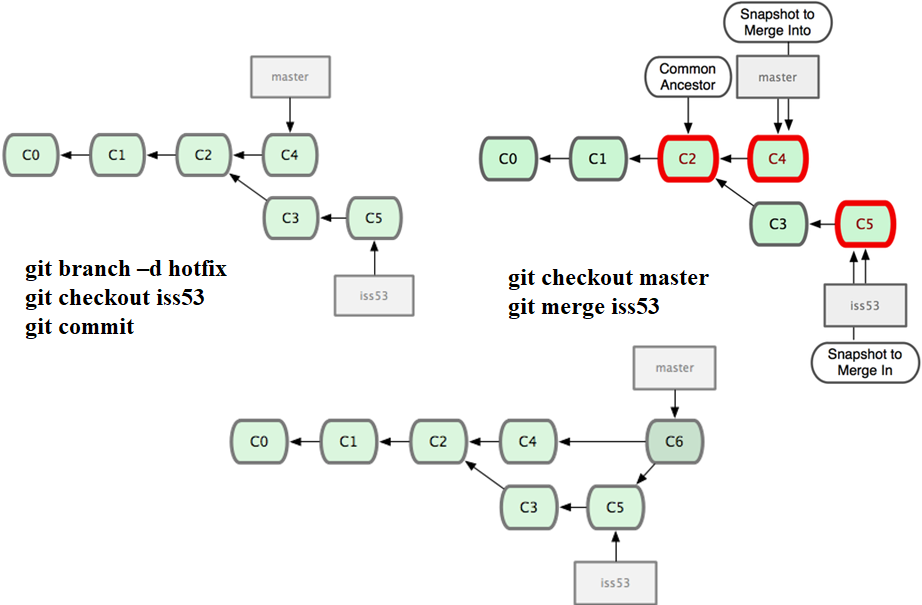 master
C0
C1
C2
C4
C3
C5
git branch –d hotfix
git checkout iss53
git commit
iss53
Snapshot to
Merge Into
Common
Ancestor
master
C0
C1
C2
C4
C3
C5
git checkout master
git merge iss53
iss53
Snapshot to
Merge In
master
C0
C1
C2
C4
C6
C3
C5
iss53